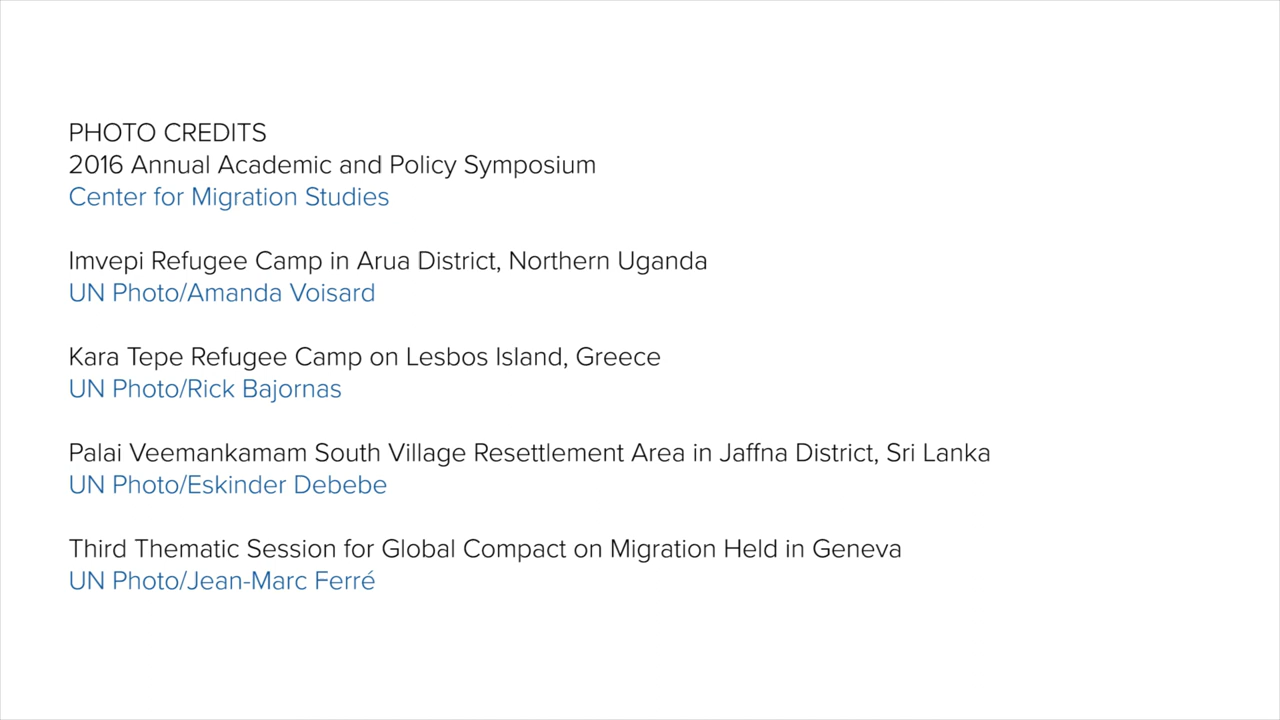 PHOTO CREDITS
2016 Annual Academic and Policy Symposium
Center for Migration Studies
Imvepi Refugee Camp in Arua District, Northern Uganda
UN Photo/Amanda Voisard
Kara Tepe Refugee Camp on Lesbos Island, Greece
UN Photo/Rick Bajornas
Palai Veemankamam South Village Resettlement Area in Jaffna District, Sri Lanka
UN Photo/Eskinder Debebe
Third Thematic Session for Global Compact on Migration Held in Geneva
UN Photo/Jean-Marc Ferré